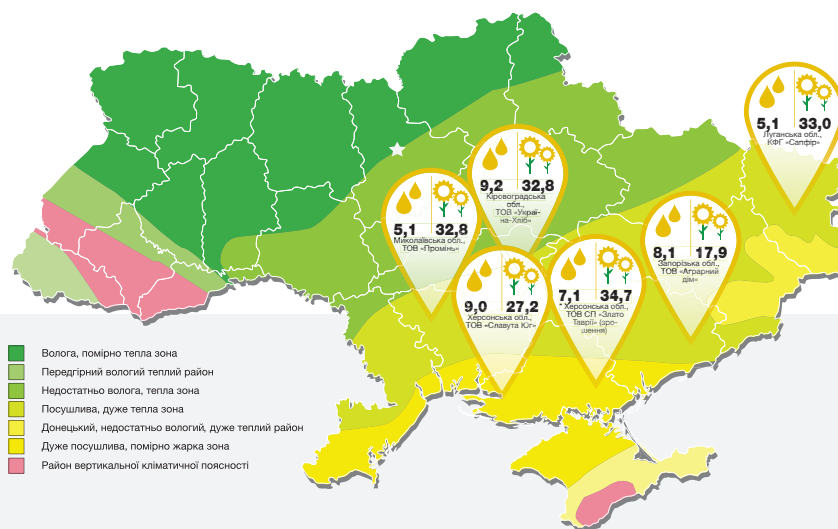 5,1 33,0
Луганська обл.,
КФГ «Сапфір»
9,2 32,8
Кіровоградська
обл.,
ТОВ «Украї-
на-Хліб»
5,1 32,8
Миколаївська обл.,
ТОВ «Промінь»
8,1 17,9
Запорізька обл.,
ТОВ «Аграрний
дім»
9,0 27,2
Херсонська обл.,
ТОВ «Славута Юг»
7,1 34,7
* Херсонська обл.,
ТОВ СП «Злато
Таврії» (зро-
шення)
Волога, помірно тепла зона
Передгірний вологий теплий район
Недостатньо волога, тепла зона
Посушлива, дуже тепла зона
Донецький, недостатньо вологий, дуже теплий район
Дуже посушлива, помірно жарка зона
Район вертикальної кліматичної поясності